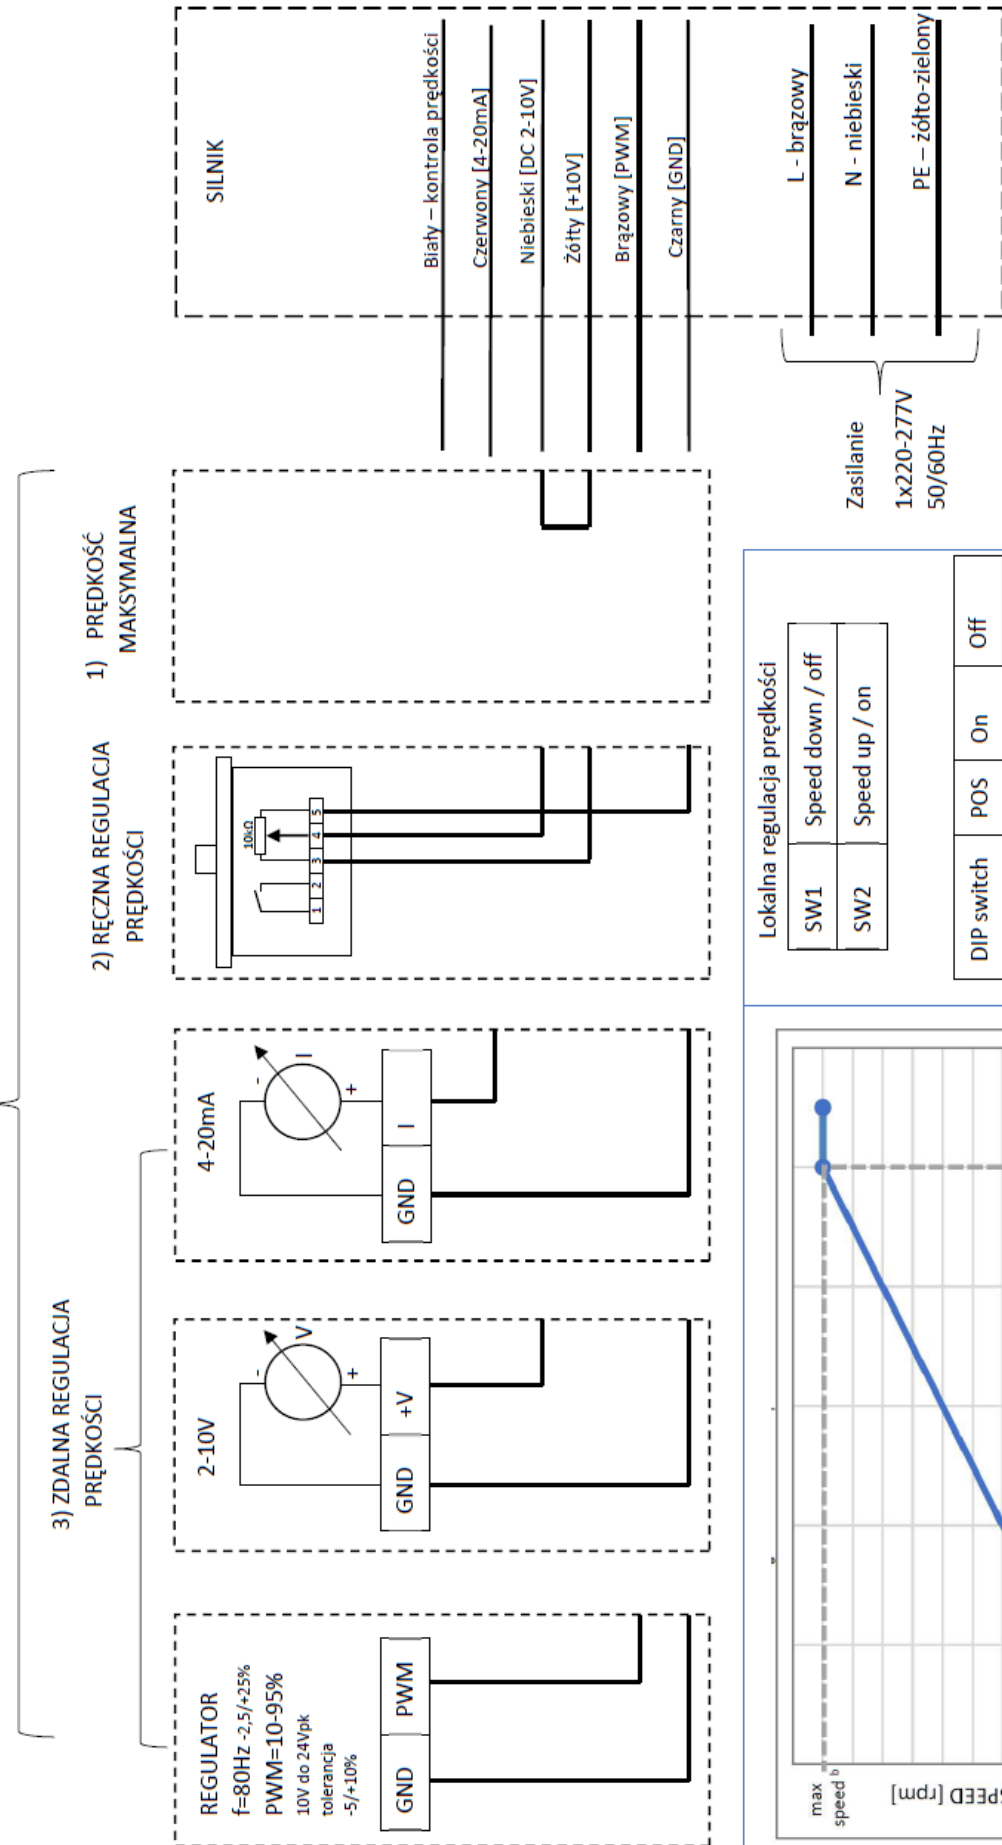 3) ZDALNA REGULACJA
PRĘDKOŚCI
2) RĘCZNA REGULACJA
PRĘDKOŚCI
1) PRĘDKOŚĆ
MAKSYMALNA
REGULATOR
f=80Hz -2,5/+25%
PWM=10-95%
10V do 24Vpk
tolerancja
-5/+10%
GND
PWM
2-10V
-
V
+
GND
+V
4-20mA
-
I
+
GND
I
10kΩ
1
2
3
4
5
SILNIK
Biały – kontrola prędkości
Czerwony [4-20mA]
Niebieski [DC 2-10V]
Żółty [+10V]
Brązowy [PWM]
Czarny [GND]
L - brązowy
N - niebieski
PE – żółto-zielony
Zasilanie
1x220-277V
50/60Hz
Lokalna regulacja prędkości
SW1 Speed down / off
SW2 Speed up / on
DIP switch POS On Off
max
speed b
SPEED [rpm]